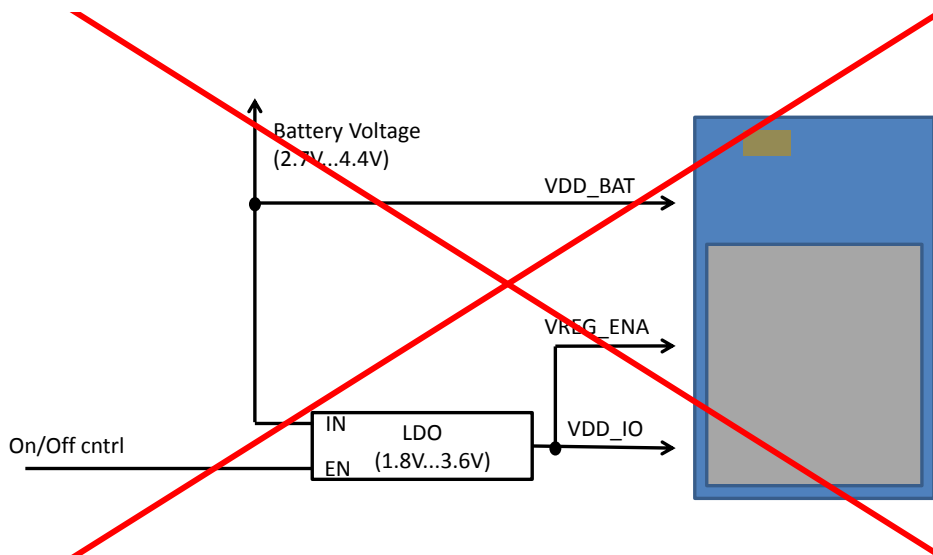 Battery Voltage
(2.7V...4.4V)
VDD_BAT
VREG_ENA
IN
LDO
VDD_IO
On/Off cntrl
(1.8V...3.6V)
EN